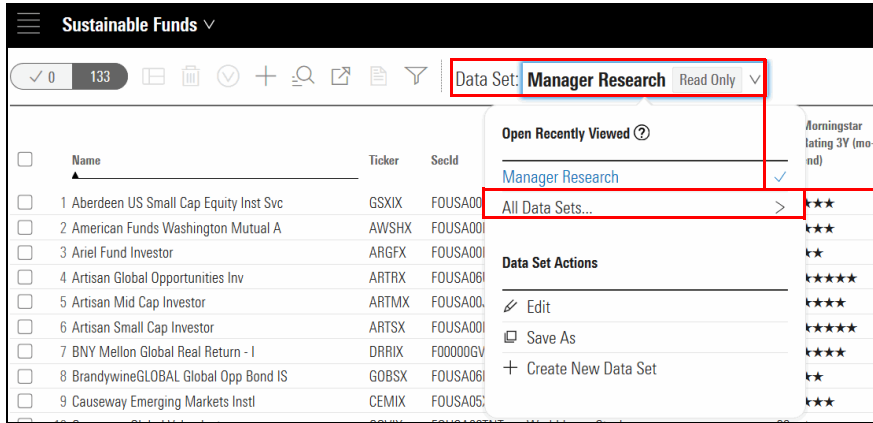 Sustainable Funds
0 133 Data Set: Manager Research Read Only
Open Recently Viewed ?
Manager Research
All Data Sets...
Data Set Actions
Edit
Save As
Create New Data Set
Morningstar
Rating 3Y (mo-
end)
Name Ticker SecId
1 Aberdeen US Small Cap Equity Inst Svc GSXIX FOUSA00
2 American Funds Washington Mutual A AWSHX
3 Ariel Fund Investor ARGFX
4 Artisan Global Opportunities Inv ARTRX
5 Artisan Mid Cap Investor ARTMX
6 Artisan Small Cap Investor ARTSX
7 BNY Mellon Global Real Return - I DRRIX F00000GV
8 BrandywineGLOBAL Global Opp Bond IS GOBSX
9 Causeway Emerging Markets Instl CEMIX